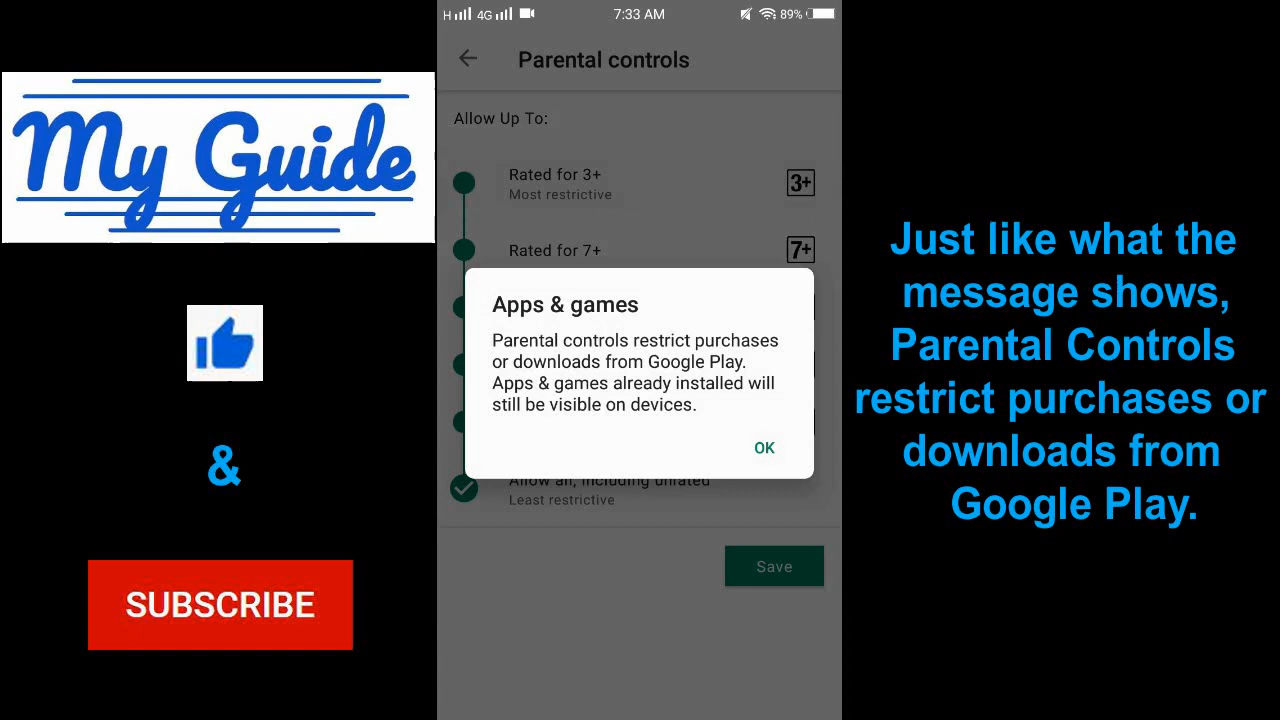 My Guide
&
SUBSCRIBE
H 4G 7:33 AM 89%
Parental controls
Allow Up To:
Rated for 3+
3+
Most restrictive
Rated for 7+
7+
Apps & games
Parental controls restrict purchases
or downloads from Google Play.
Apps & games already installed will
still be visible on devices.
OK
Allow all, including unrated
Least restrictive
Save
Just like what the
message shows,
Parental Controls
restrict purchases or
downloads from
Google Play.